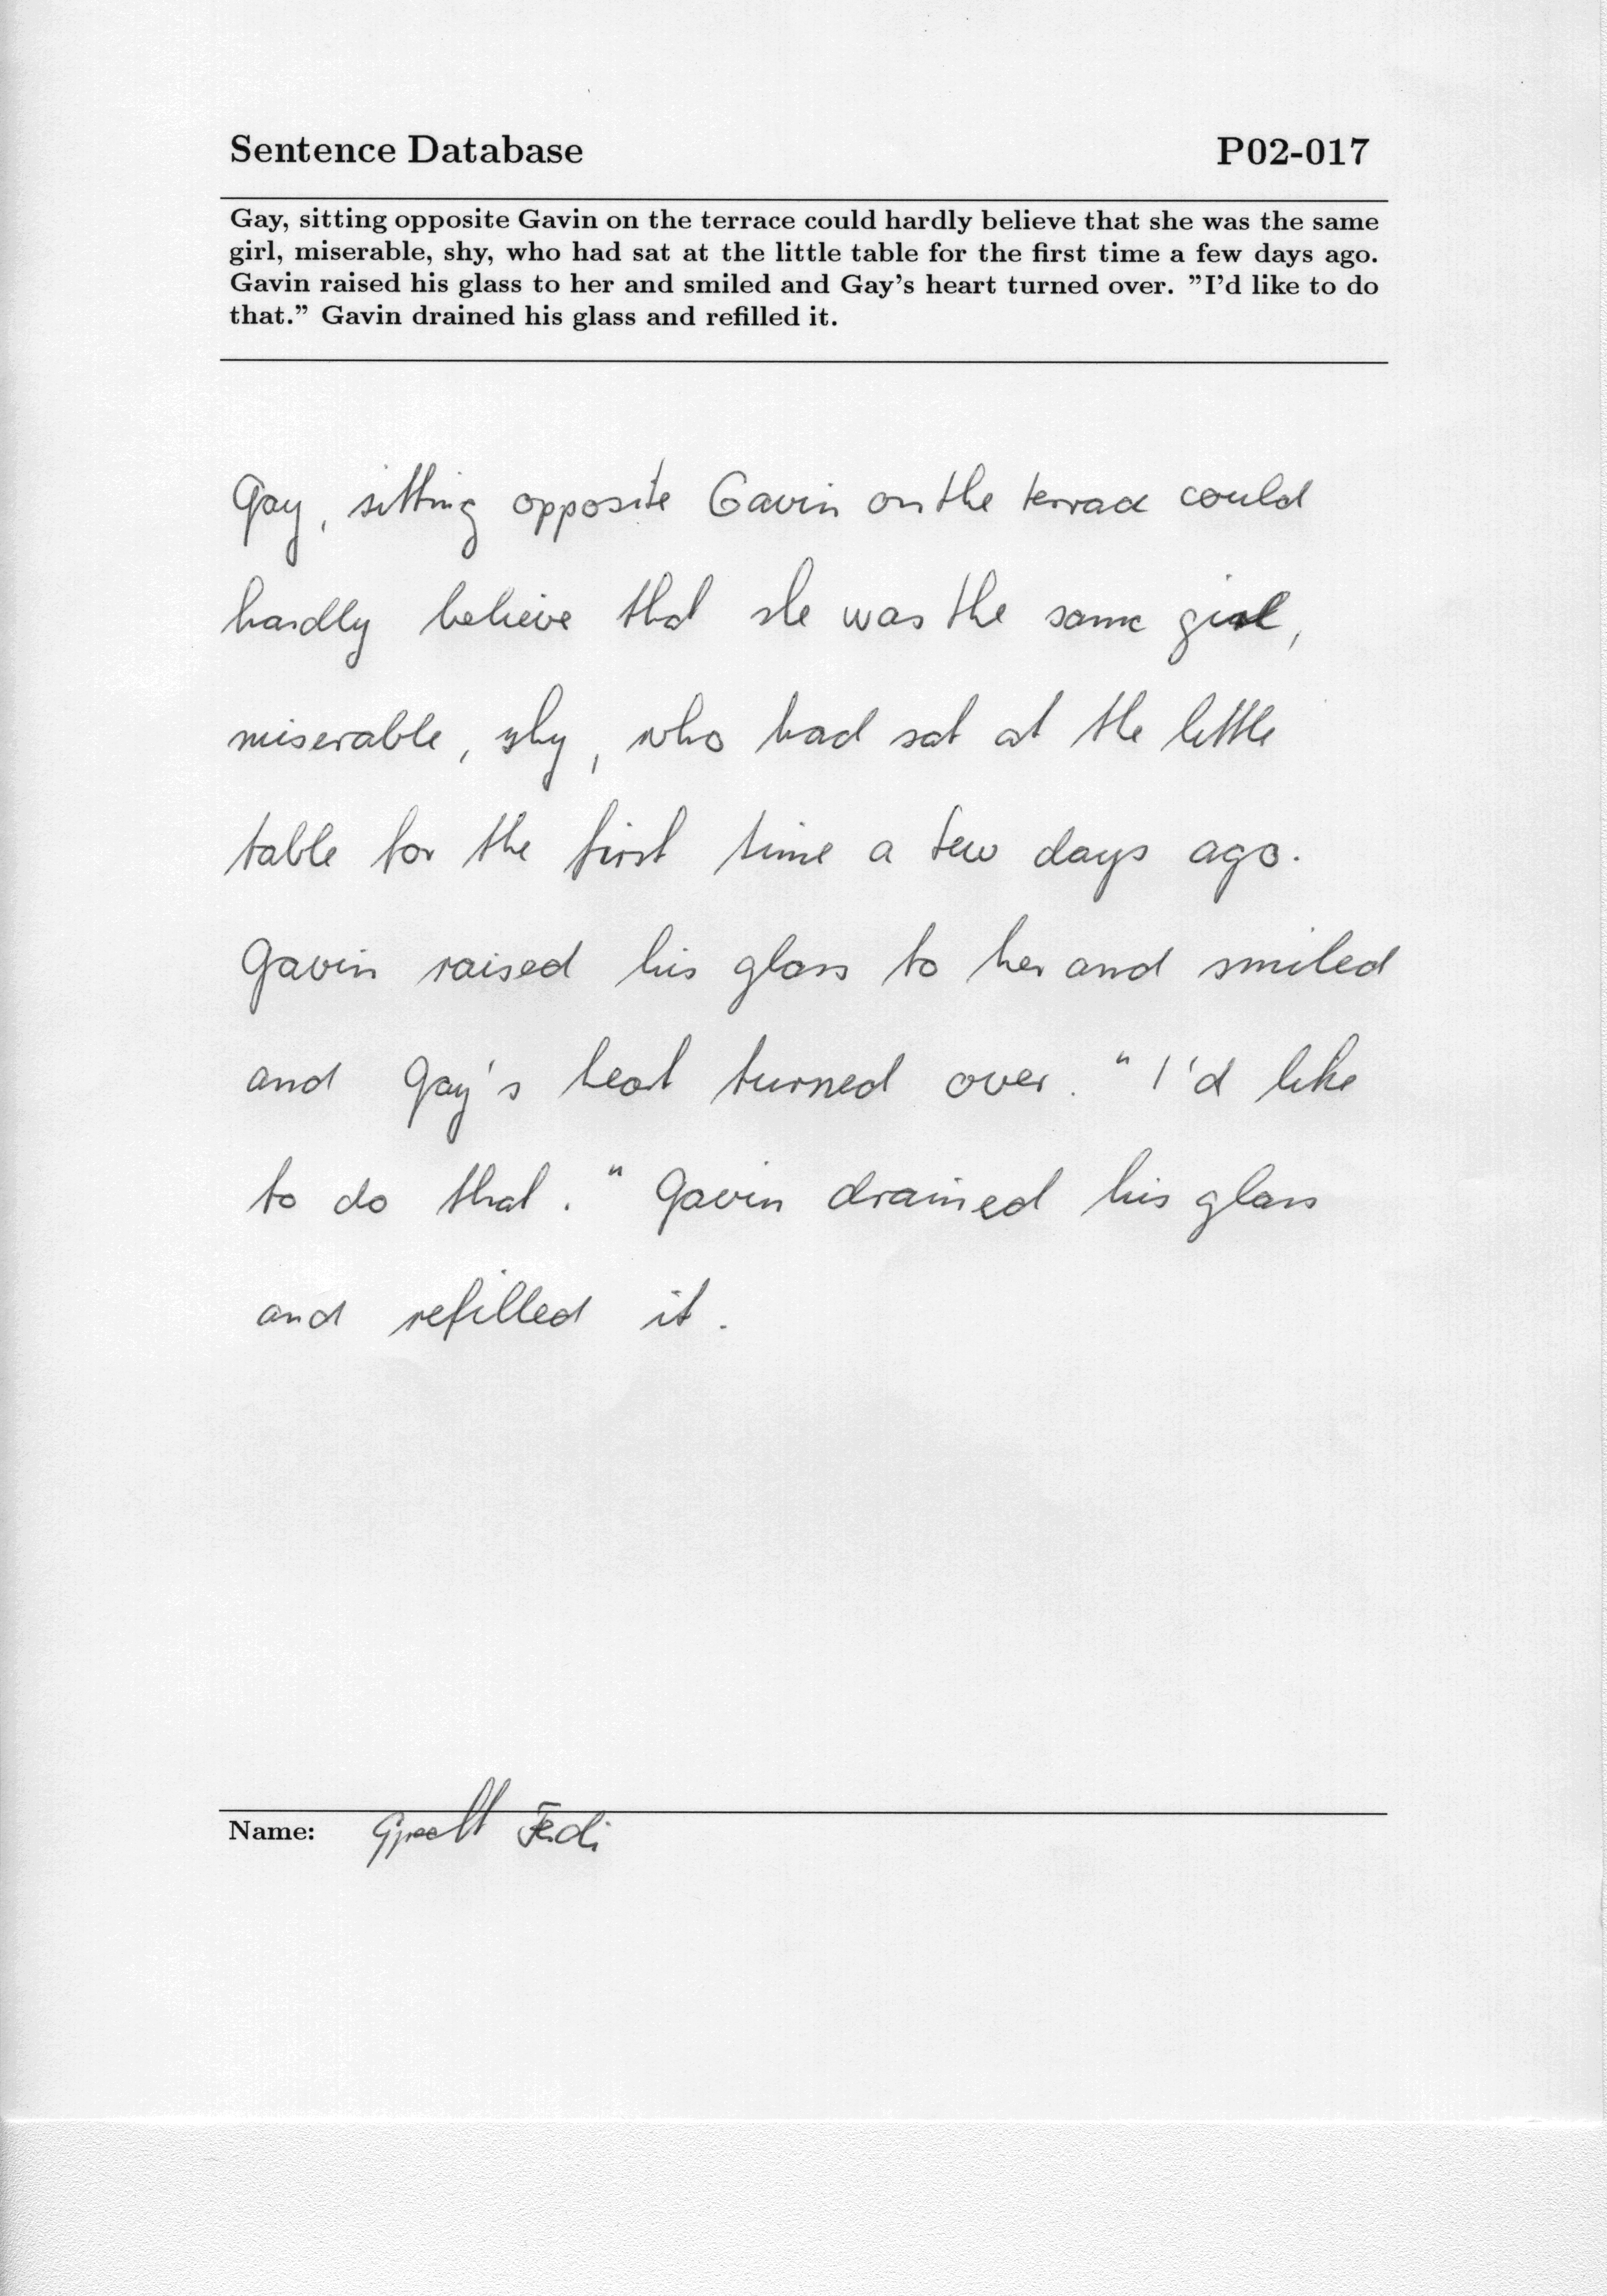 Sentence Database P02-017
Gay, sitting opposite Gavin on the terrace could hardly believe that she was the same
girl, miserable, shy, who had sat at the little table for the first time a few days ago.
Gavin raised his glass to her and smiled and Gay's heart turned over. "I'd like to do
that." Gavin drained his glass and refilled it.
Gay, sitting opposite Gavin on the terrace could
hardly believe that she was the same girl,
miserable, shy, who had sat at the little
table for the first time a few days ago.
Gavin raised his glass to her and smiled
and Gay's heart turned over. "I'd like
to do that." Gavin drained his glass
and refilled it.
Name: